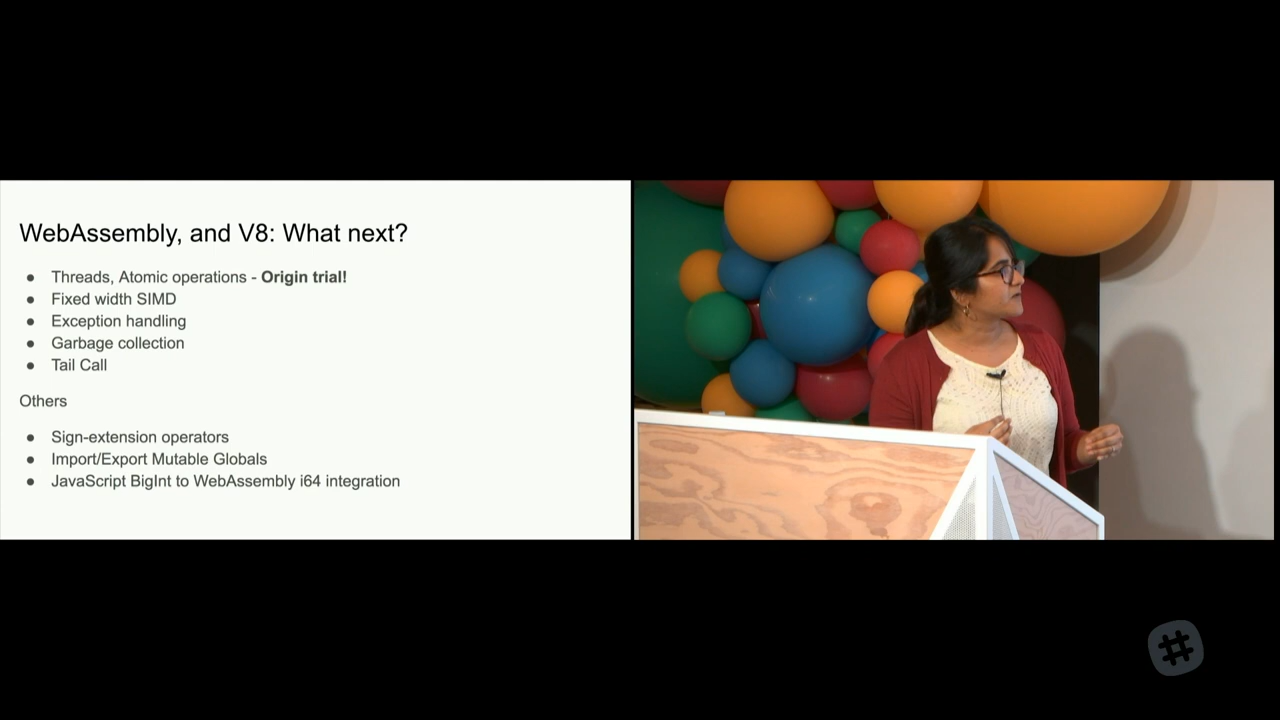 WebAssembly, and V8: What next?
● Threads, Atomic operations - Origin trial!
● Fixed width SIMD
● Exception handling
● Garbage collection
● Tail Call
Others
● Sign-extension operators
● Import/Export Mutable Globals
● JavaScript BigInt to WebAssembly i64 integration